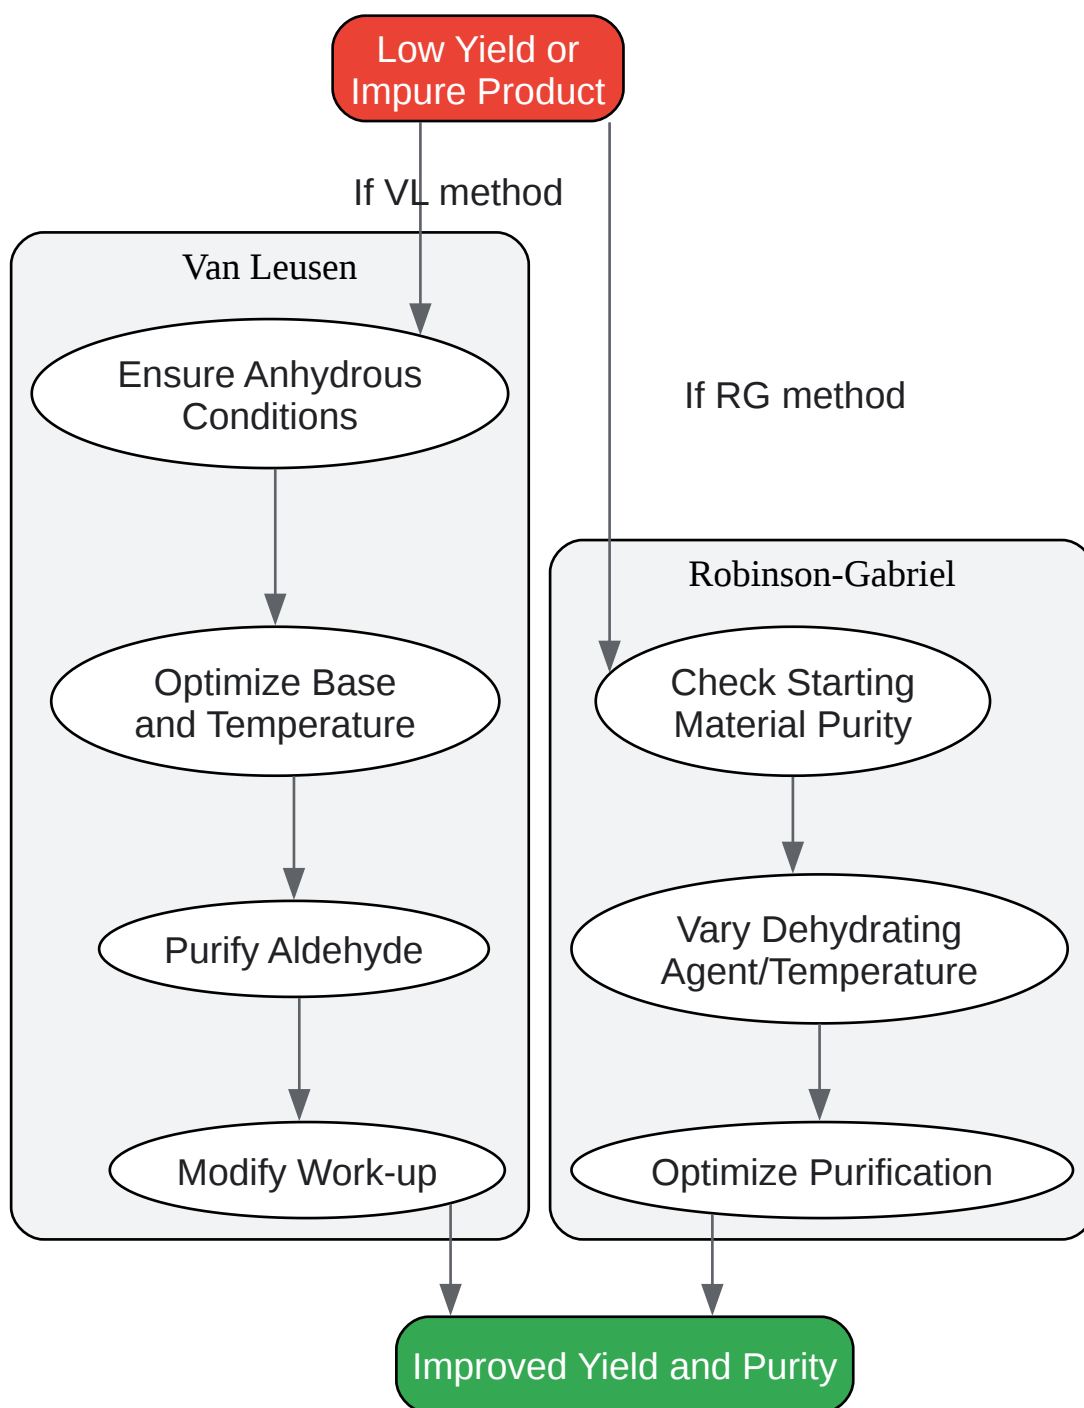 Low Yield or
Impure Product
If VL method
Van Leusen
Ensure Anhydrous
Conditions
Optimize Base
and Temperature
Purify Aldehyde
Modify Work-up
If RG method
Robinson-Gabriel
Check Starting
Material Purity
Vary Dehydrating
Agent/Temperature
Optimize Purification
Improved Yield and Purity